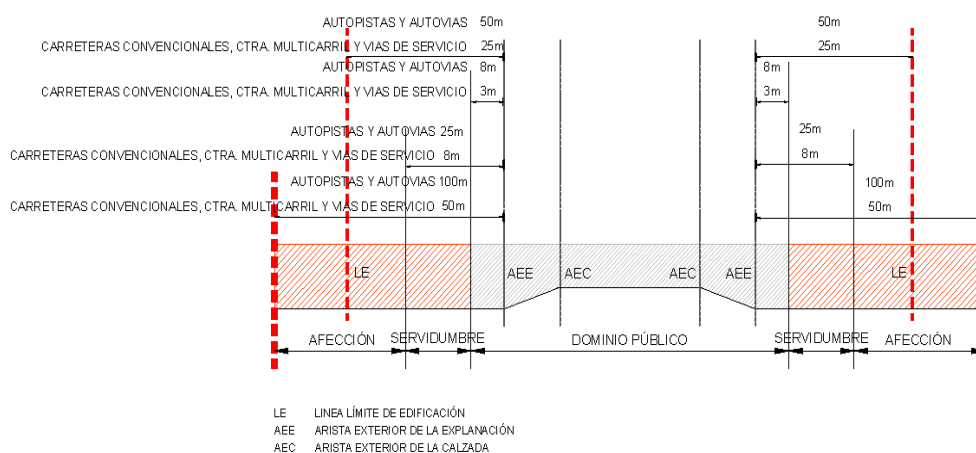 AUTOPISTAS Y AUTOVIAS 50m 50m
CARRETERAS CONVENCIONALES, CTRA. MULTICARRIL Y VIAS DE SERVICIO 25m 25m
AUTOPISTAS Y AUTOVIAS 8m 8m
CARRETERAS CONVENCIONALES, CTRA. MULTICARRIL Y VIAS DE SERVICIO 3m 3m
AUTOPISTAS Y AUTOVIAS 25m 25m
CARRETERAS CONVENCIONALES, CTRA. MULTICARRIL Y VIAS DE SERVICIO 8m 8m
AUTOPISTAS Y AUTOVIAS 100m 100m
CARRETERAS CONVENCIONALES, CTRA. MULTICARRIL Y VIAS DE SERVICIO 50m 50m
LE AEE AEC AEC AEE LE
AFECCIÓN SERVIDUMBRE DOMINIO PÚBLICO SERVIDUMBRE AFECCIÓN
LE LINEA LÍMITE DE EDIFICACIÓN
AEE ARISTA EXTERIOR DE LA EXPLANACIÓN
AEC ARISTA EXTERIOR DE LA CALZADA